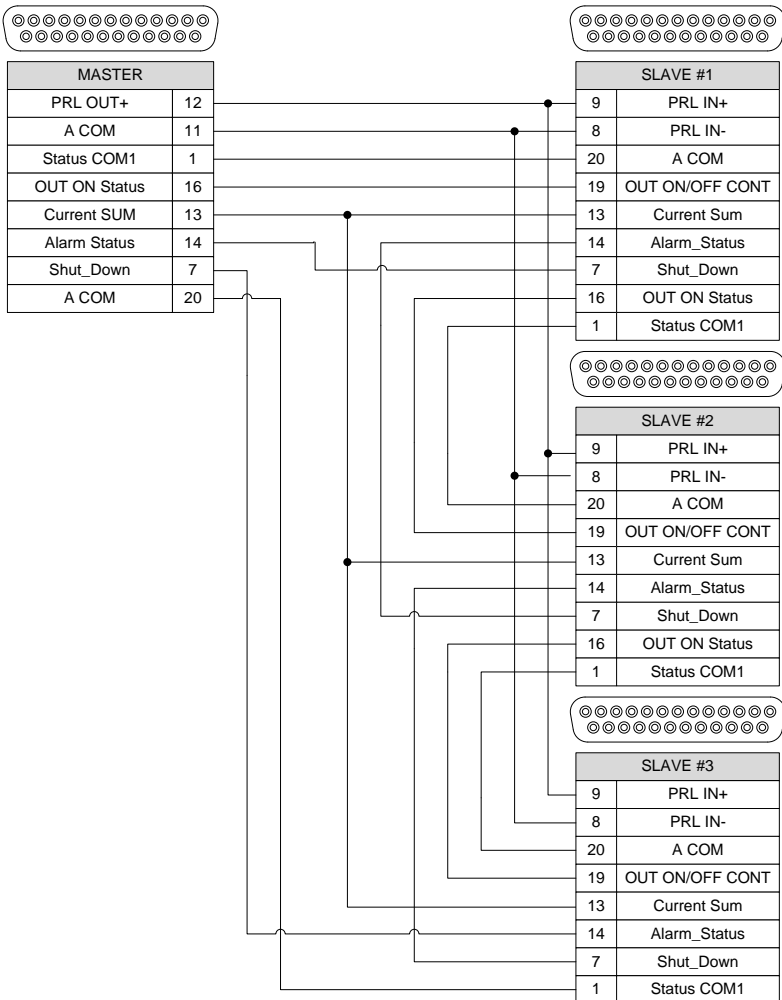 MASTER
PRL OUT+ 12
A COM 11
Status COM1 1
OUT ON Status 16
Current SUM 13
Alarm Status 14
Shut_Down 7
A COM 20
SLAVE #1
9 PRL IN+
8 PRL IN-
20 A COM
19 OUT ON/OFF CONT
13 Current Sum
14 Alarm_Status
7 Shut_Down
16 OUT ON Status
1 Status COM1
SLAVE #2
9 PRL IN+
8 PRL IN-
20 A COM
19 OUT ON/OFF CONT
13 Current Sum
14 Alarm_Status
7 Shut_Down
16 OUT ON Status
1 Status COM1
SLAVE #3
9 PRL IN+
8 PRL IN-
20 A COM
19 OUT ON/OFF CONT
13 Current Sum
14 Alarm_Status
7 Shut_Down
1 Status COM1